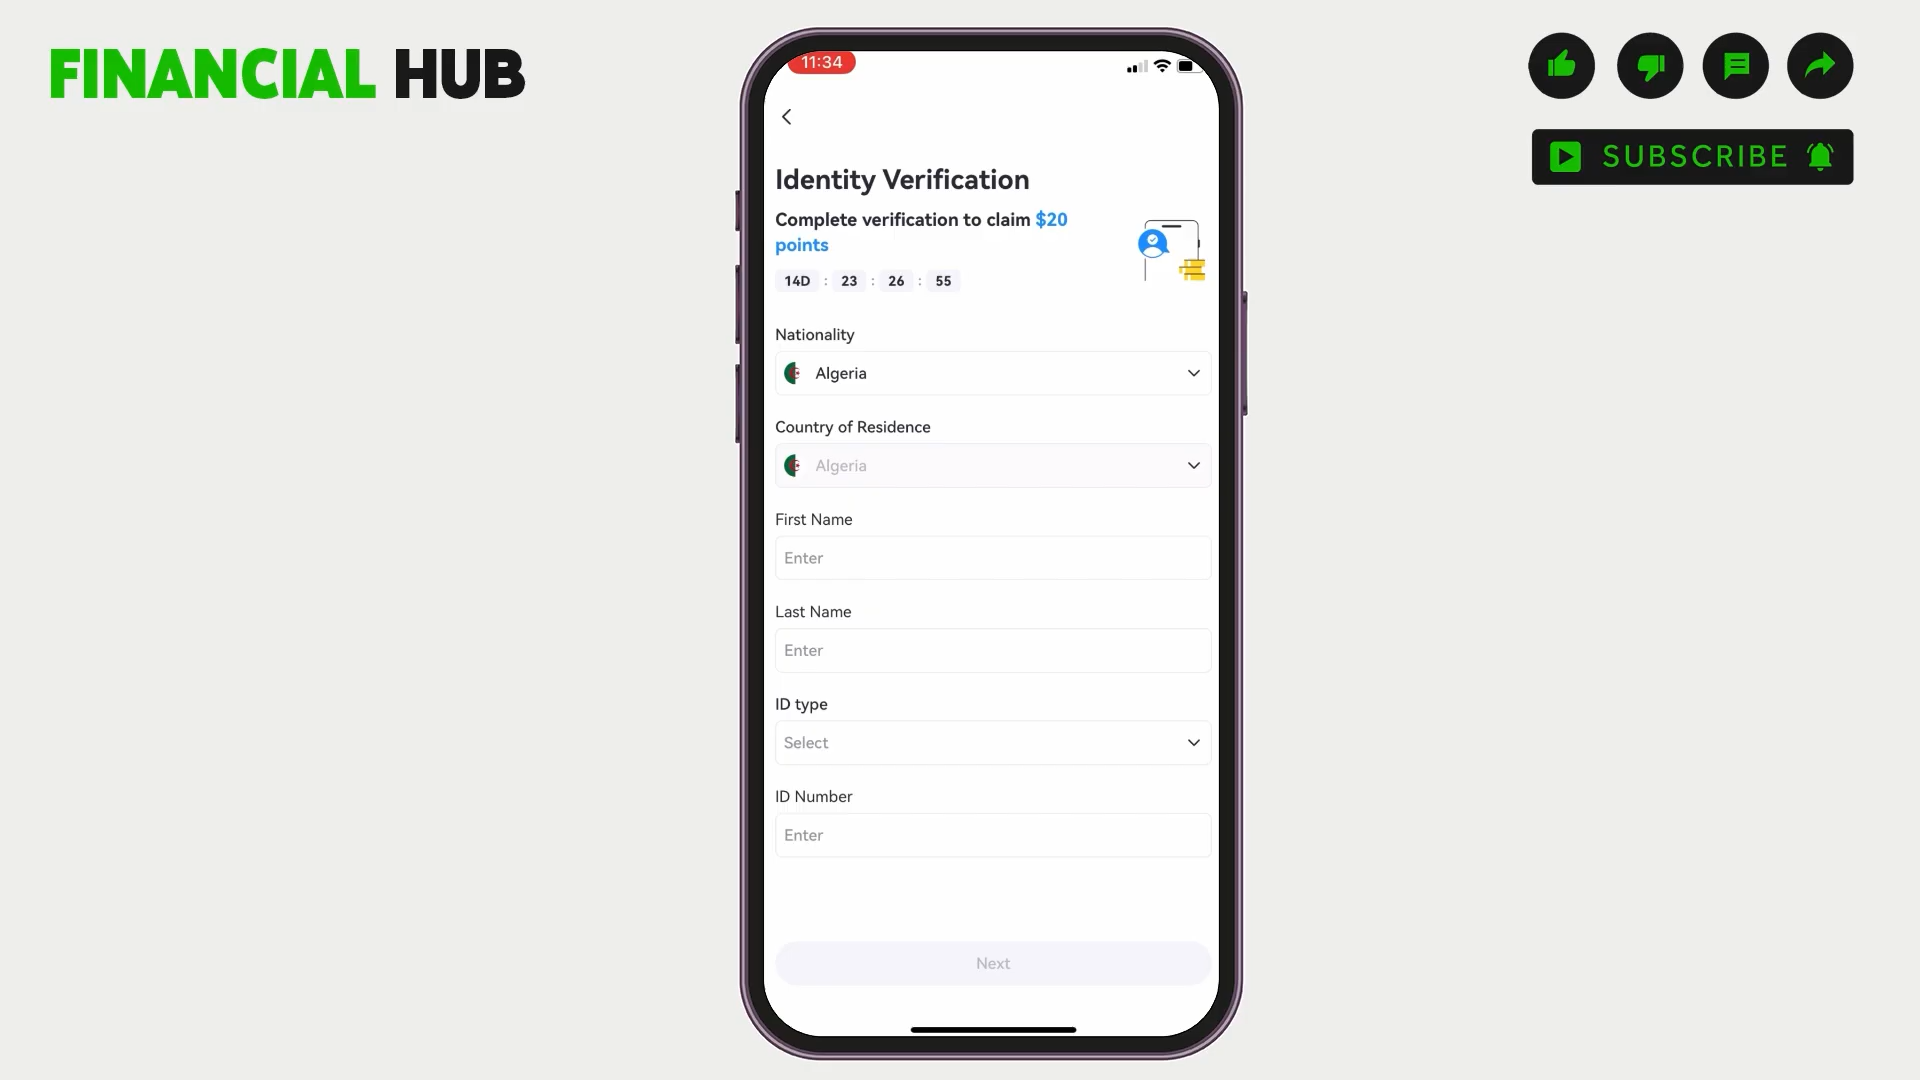 FINANCIAL HUB
SUBSCRIBE
11:34
Identity Verification
Complete verification to claim $20
points
14D : 23 : 26 : 55
Nationality
Algeria
Country of Residence
Algeria
First Name
Enter
Last Name
Enter
ID type
Select
ID Number
Enter
Next